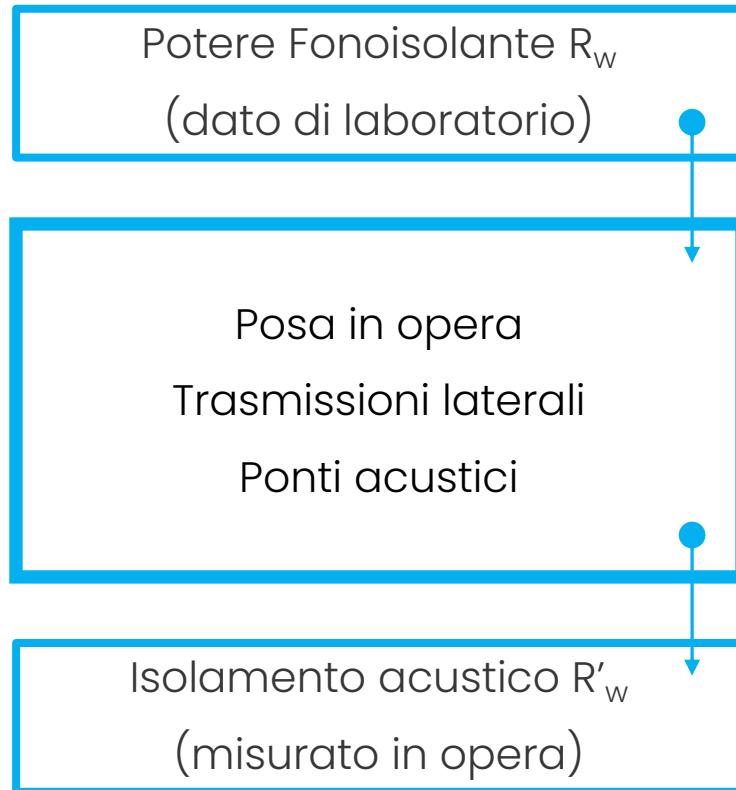 Potere Fonoisolante Rw
(dato di laboratorio)
Posa in opera
Trasmissioni laterali
Ponti acustici
Isolamento acustico R’w
(misurato in opera)